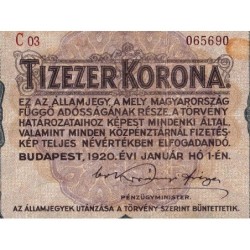 C 03 065690
TIZEZER KORONA
EZ AZ ÁLLAMJEGY, A MELY MAGYARORSZÁG
FÜGGŐ ADÓSSÁGÁNAK RÉSZE, A TÖRVÉNY
HATÁROZATAIHOZ KÉPEST MINDENKI ÁLTAL,
VALAMINT MINDEN KÖZPÉNZTÁRNÁL FIZETÉS-
KÉP TELJES NÉVÉRTÉKBEN ELFOGADANDÓ.
BUDAPEST, 1920. ÉVI JANUÁR HÓ 1-ÉN.
PÉNZÜGYMINISTER.
AZ ÁLLAMJEGYEK UTÁNZÁSA A TÖRVÉNY SZERINT BÜNTETTETIK.